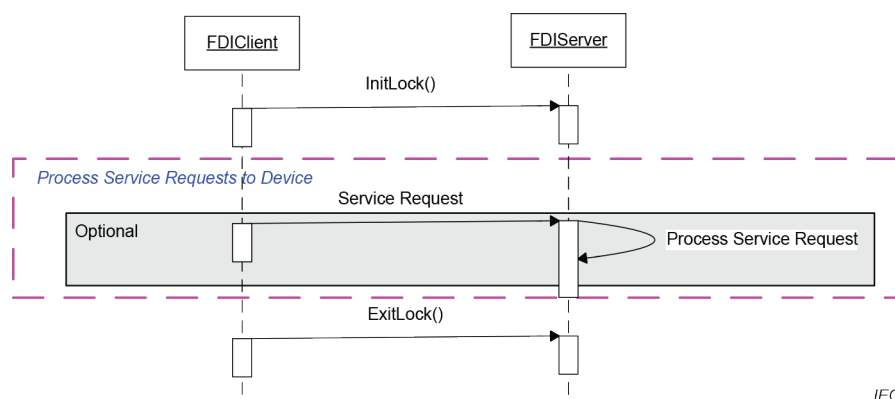 FDIClient
FDIServer
InitLock()
Process Service Requests to Device
Service Request
Optional
Process Service Request
ExitLock()